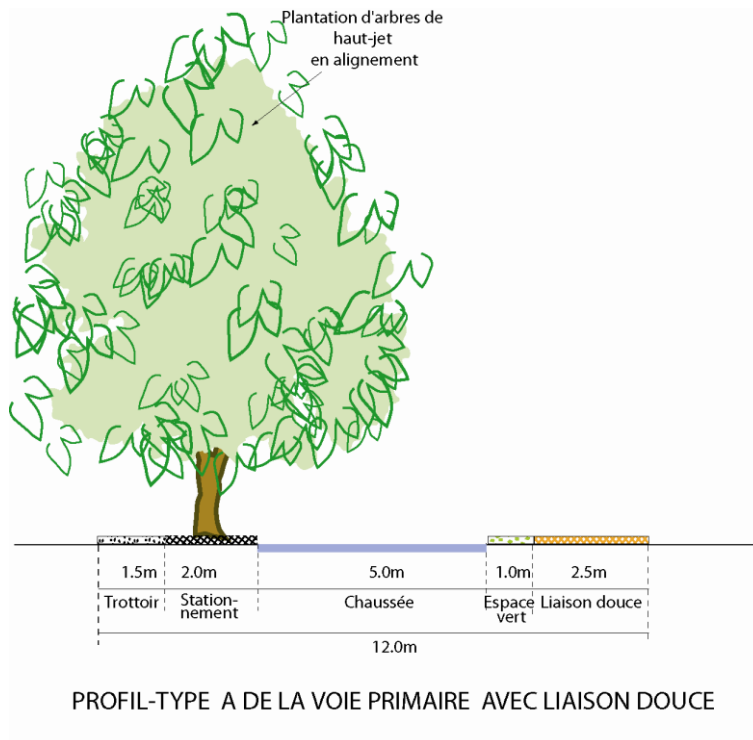 Plantation d'arbres de
haut-jet
en alignement
1.5m 2.0m 5.0m 1.0m 2.5m
Trottoir Station-
nement Chaussée Espace
vert Liaison douce
12.0m
PROFIL-TYPE A DE LA VOIE PRIMAIRE AVEC LIAISON DOUCE